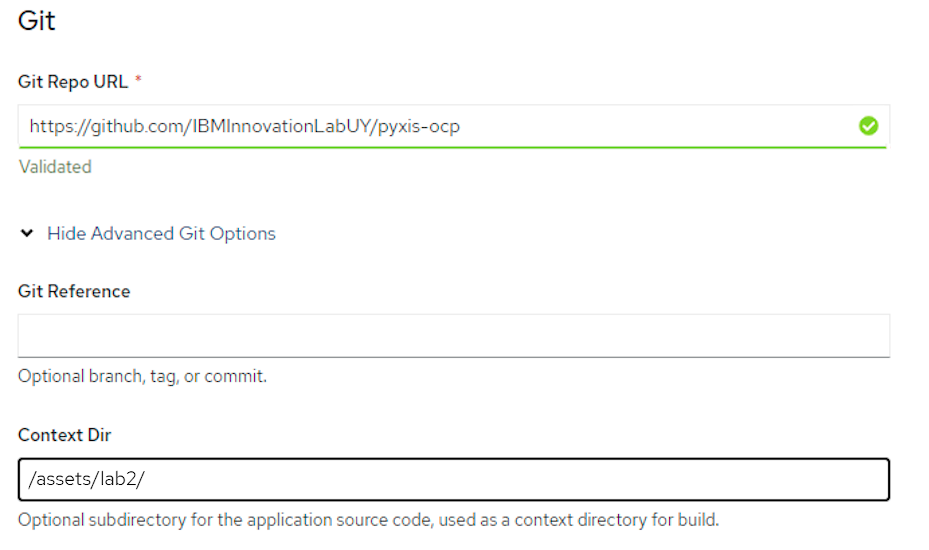 Git
Git Repo URL *
https://github.com/IBMInnovationLabUY/pyxis-ocp
Validated
Hide Advanced Git Options
Git Reference
Optional branch, tag, or commit.
Context Dir
/assets/lab2/
Optional subdirectory for the application source code, used as a context directory for build.